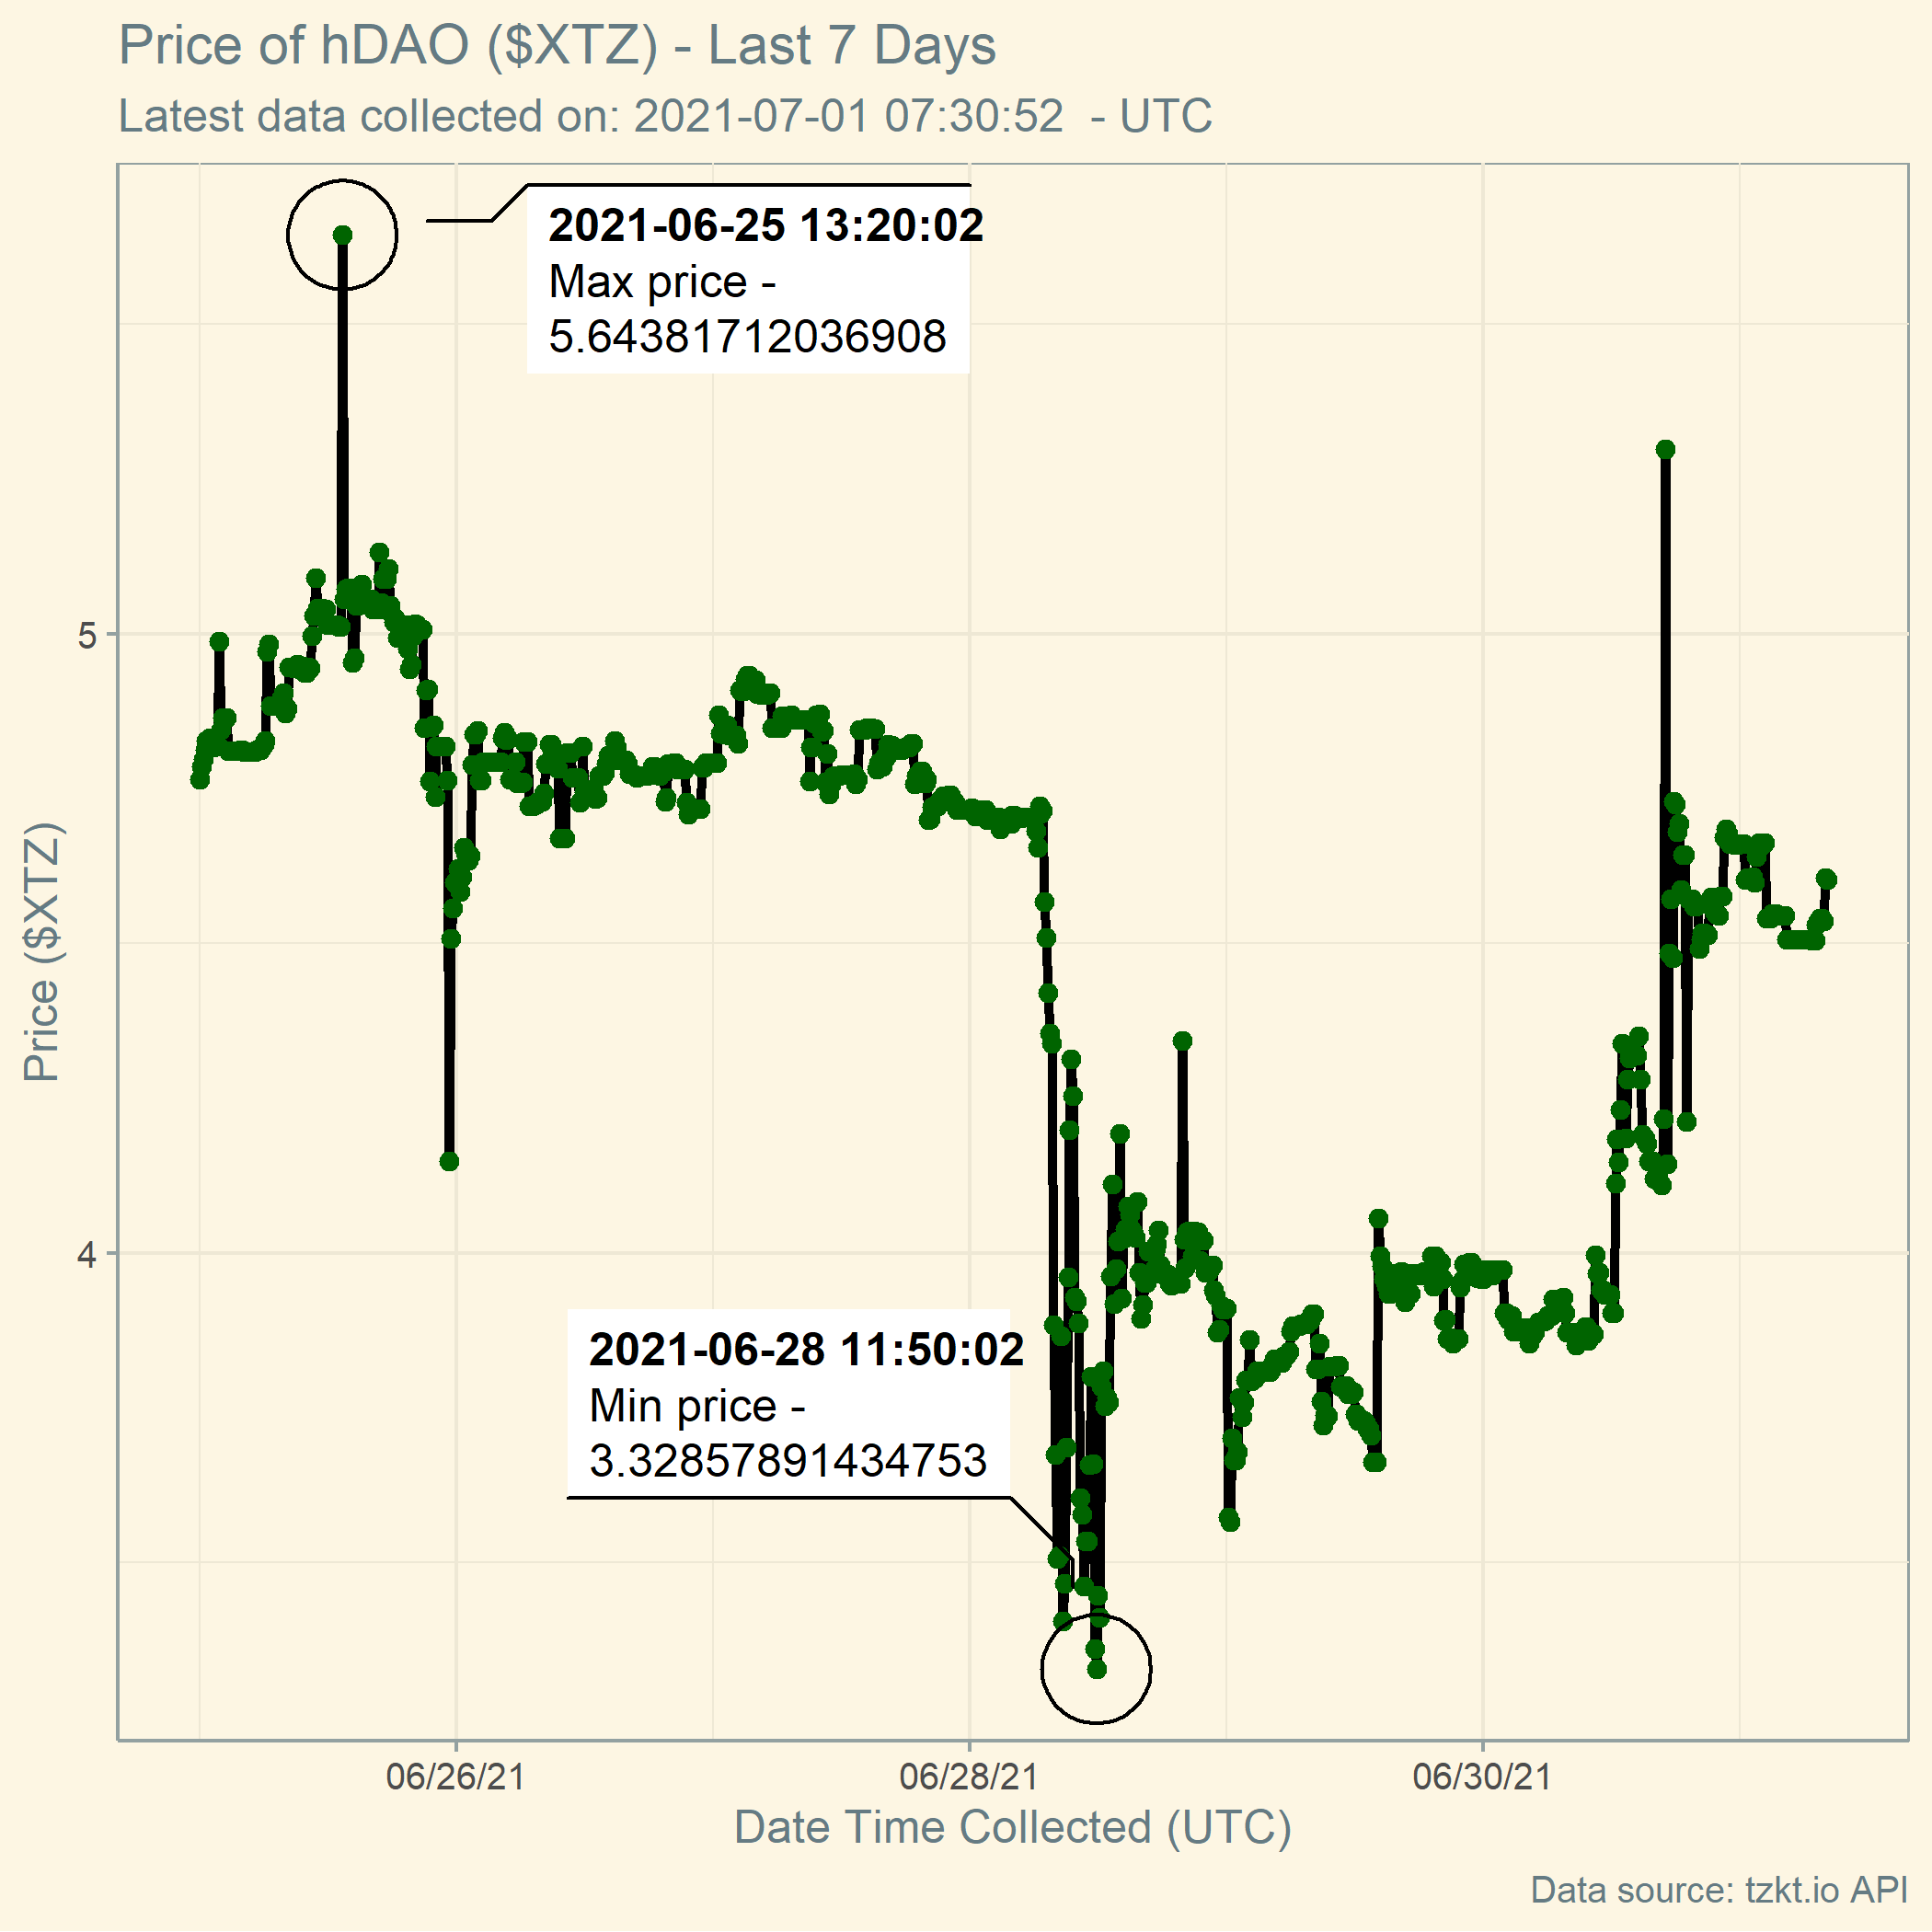 Price of hDAO ($XTZ) - Last 7 Days
Latest data collected on: 2021-07-01 07:30:52  - UTC
2021-06-25 13:20:02
Max price -
5.64381712036908
5
Price ($XTZ)
4
2021-06-28 11:50:02
Min price -
3.32857891434753
06/26/21
06/28/21
06/30/21
Date Time Collected (UTC)
Data source: tzkt.io API